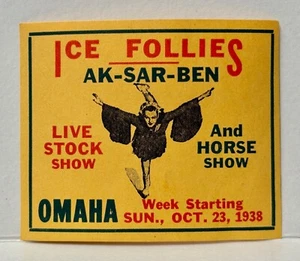 ICE FOLLIES
AK-SAR-BEN
LIVE
STOCK
SHOW
And
HORSE
SHOW
OMAHA
Week Starting
SUN., OCT. 23, 1938